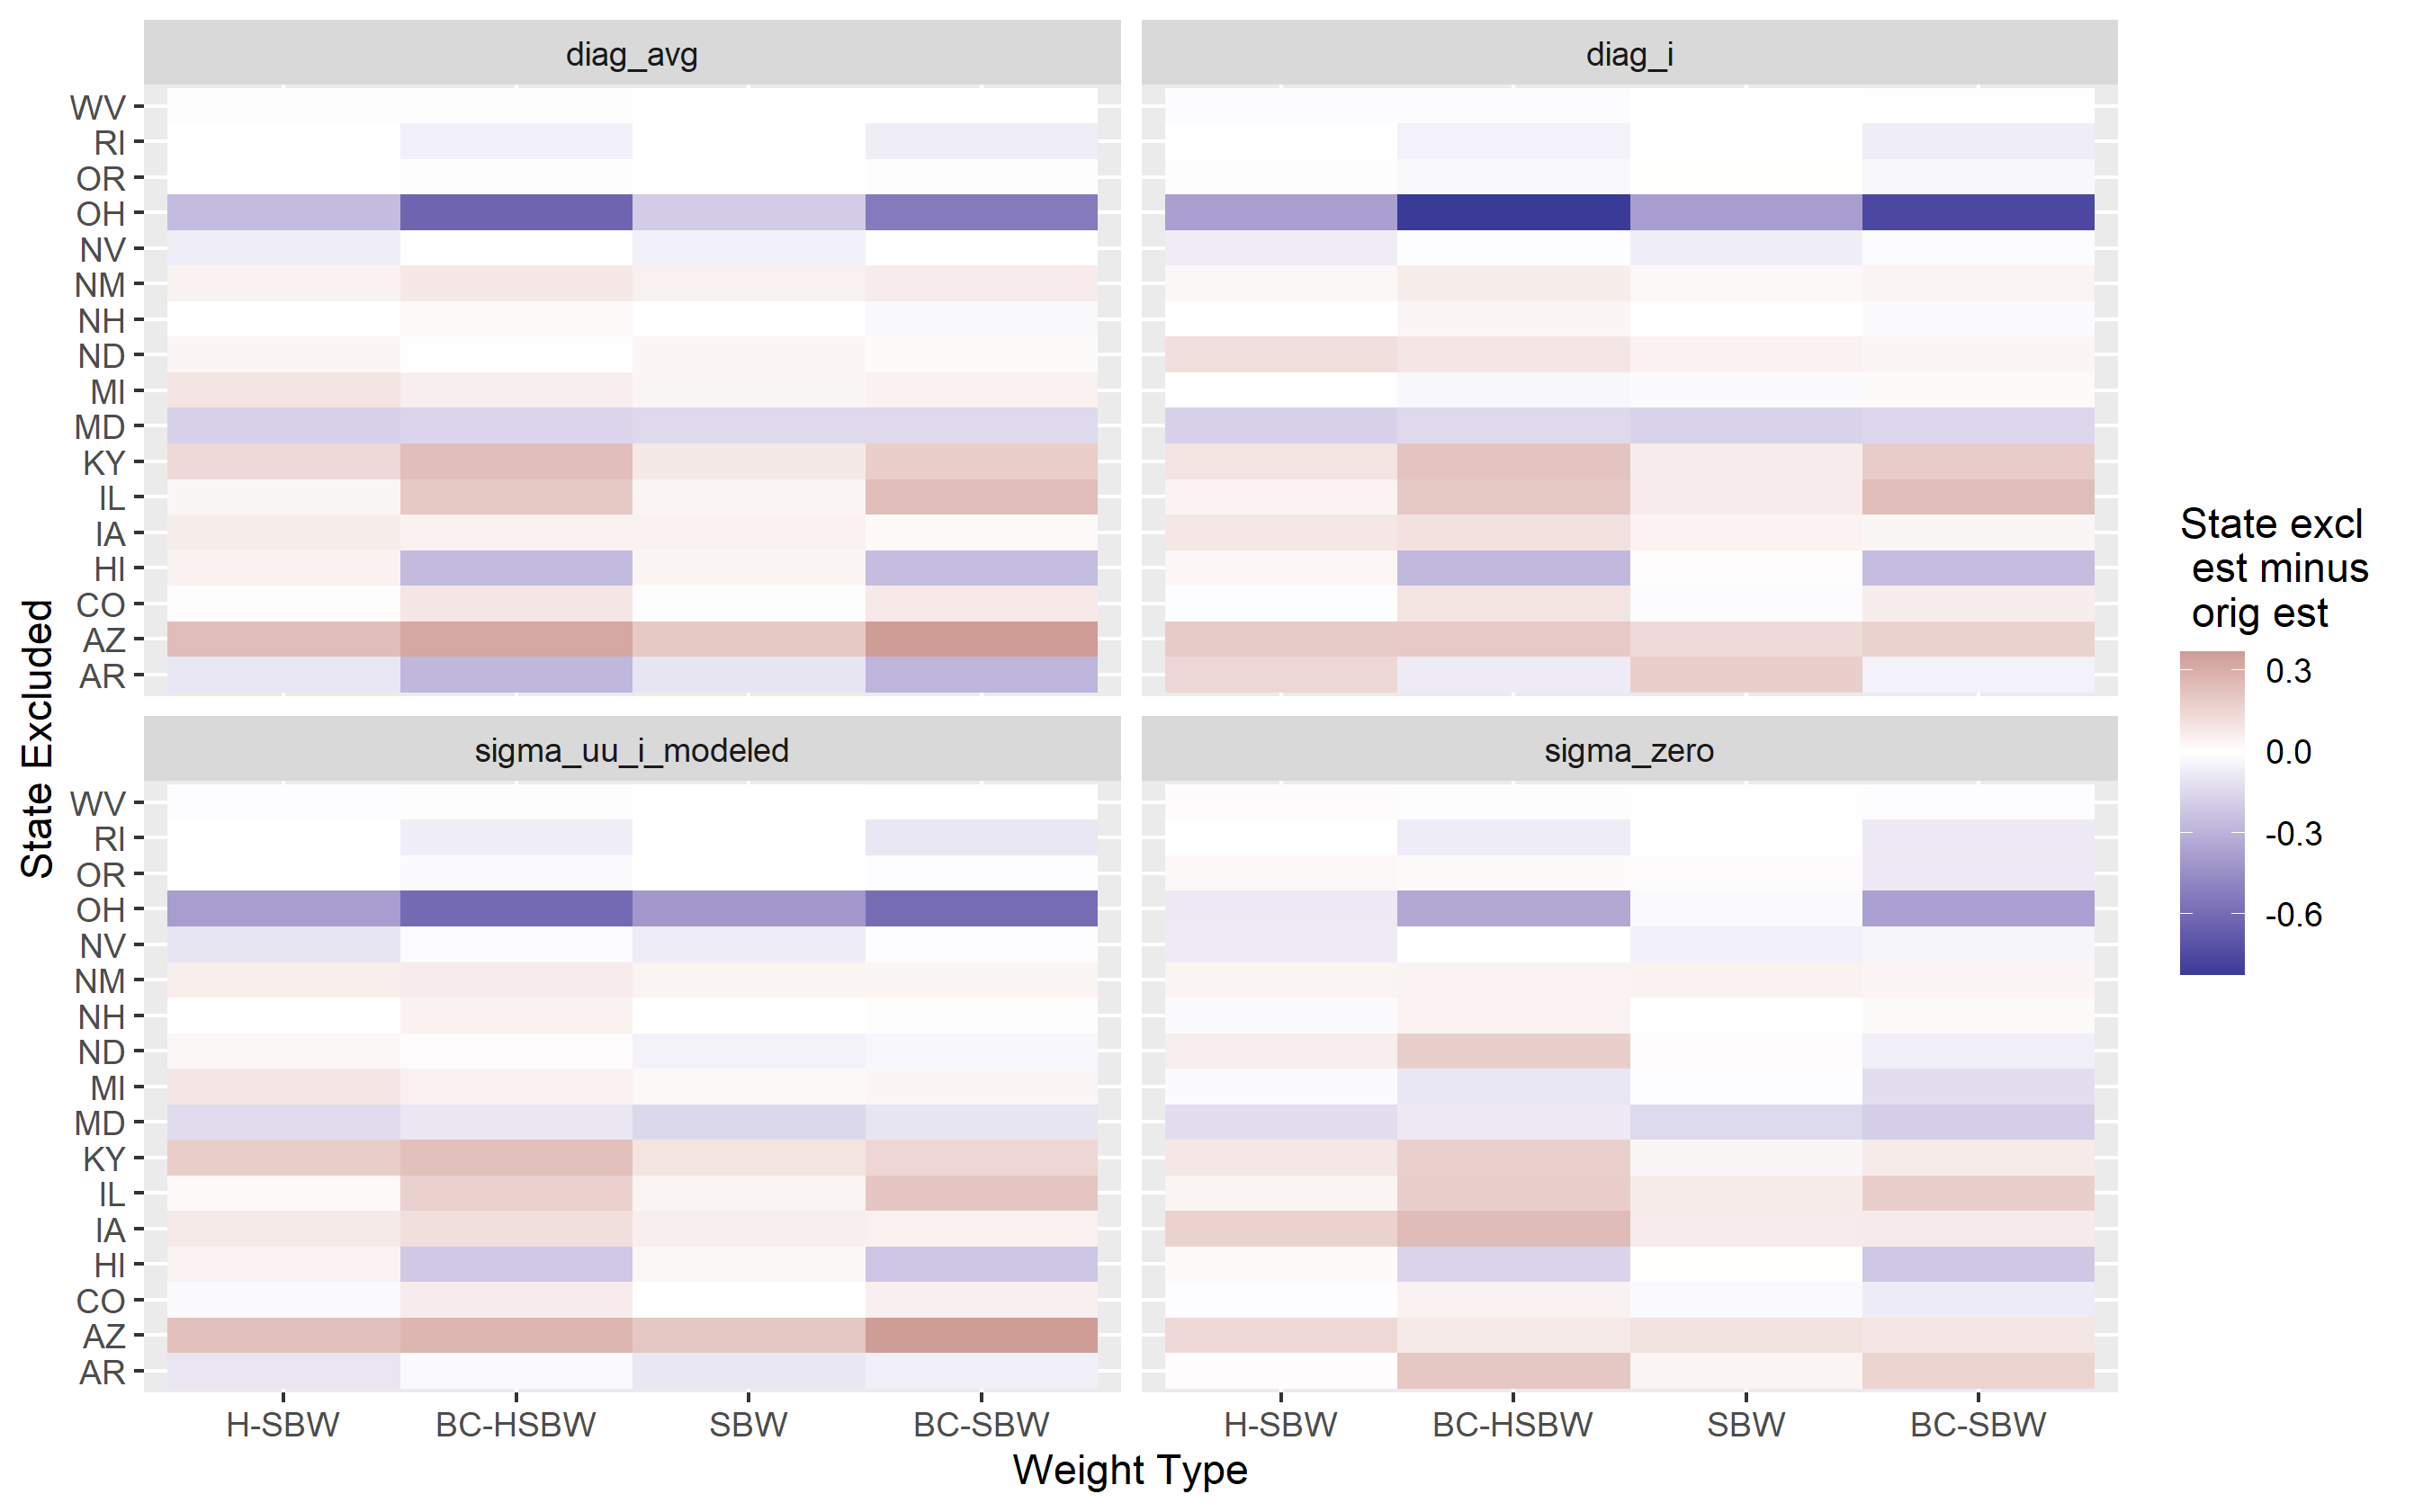 diag_avg
diag_i
WV
RI
OR
OH
NV
NM
NH
ND
MI
MD
KY
IL
IA
HI
CO
AZ
AR
sigma_uu_i_modeled
sigma_zero
WV
RI
OR
OH
NV
NM
NH
ND
MI
MD
KY
IL
IA
HI
CO
AZ
AR
H-SBW
BC-HSBW
SBW
BC-SBW
H-SBW
BC-HSBW
SBW
BC-SBW
Weight Type
State Excluded
State excl
est minus
orig est
0.3
0.0
-0.3
-0.6